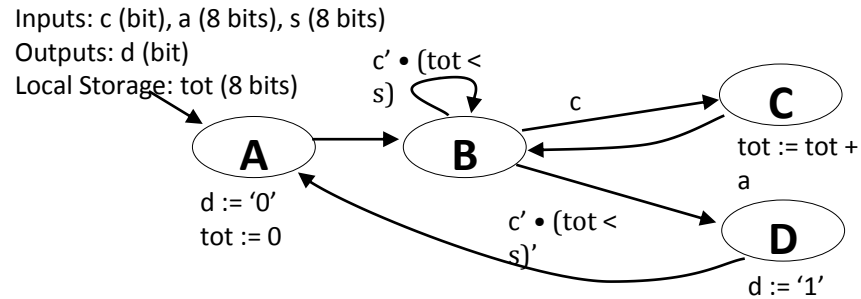 Inputs: c (bit), a (8 bits), s (8 bits)
Outputs: d (bit)
Local Storage: tot (8 bits)
c’ • (tot <
s)
c
A
B
C
d := ‘0’
tot := 0
tot := tot +
a
c’ • (tot <
s)’
D
d := ‘1’